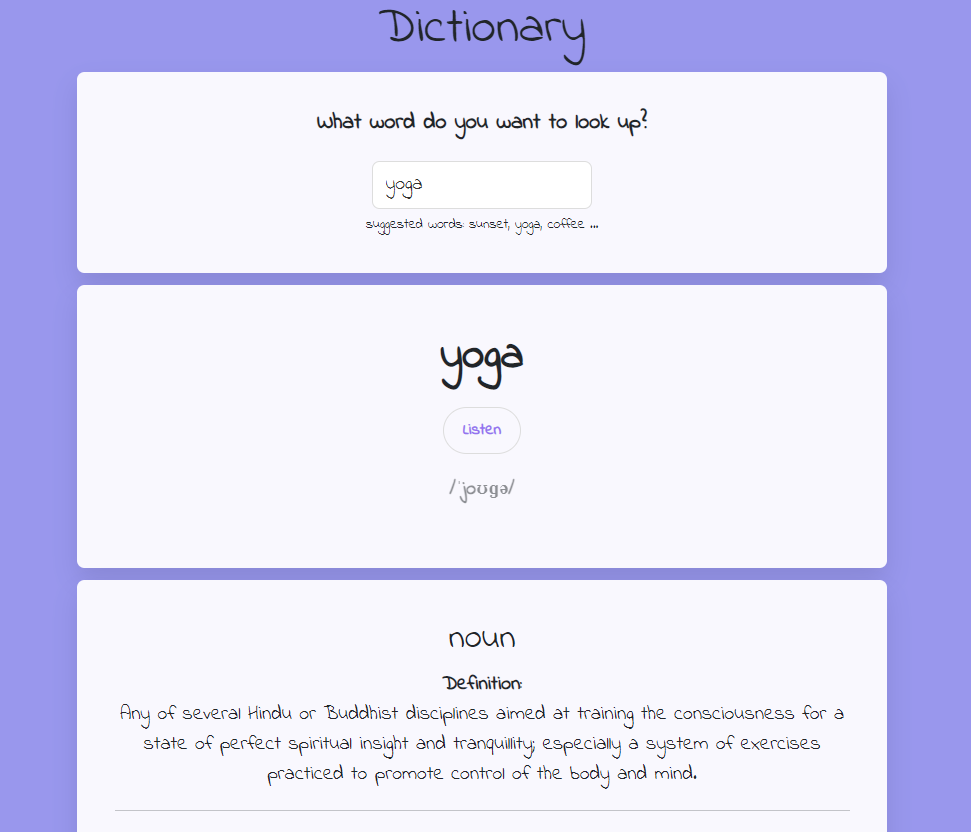 Dictionary
What word do you want to look up?
yoga
suggested words: sunset, yoga, coffee ...
yoga
Listen
/ˈjoʊɡə/
noun
Definition:
Any of several Hindu or Buddhist disciplines aimed at training the consciousness for a
state of perfect spiritual insight and tranquillity; especially a system of exercises
practiced to promote control of the body and mind.